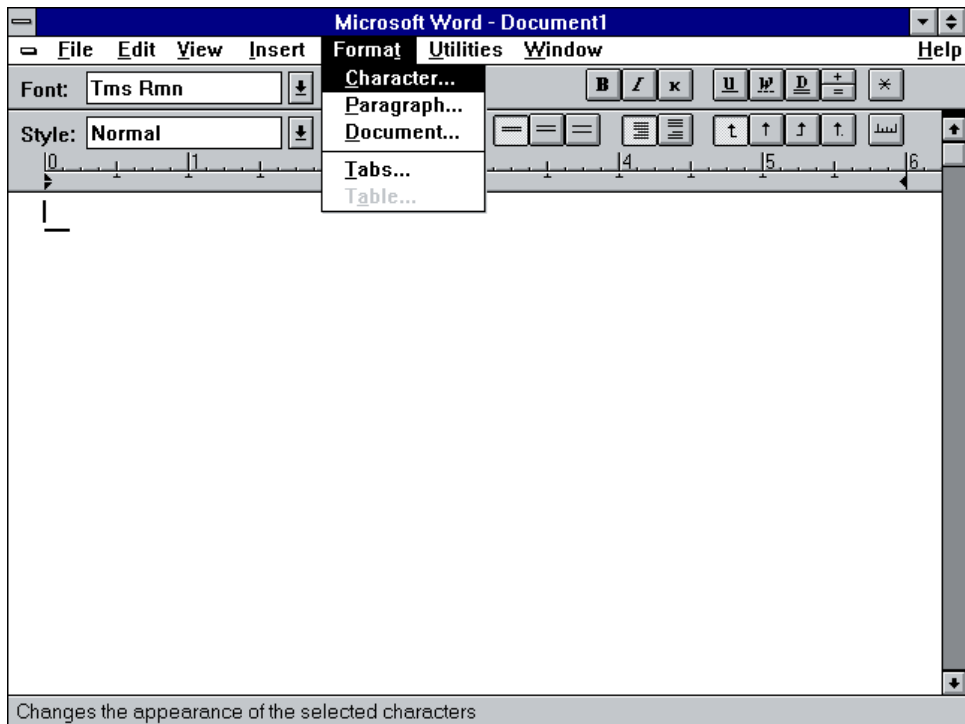 Microsoft Word - Document1
File Edit View Insert Format Utilities Window Help
Font: Tms Rmn B I K U W D + = *
Character...
Paragraph...
Style: Normal
Document...
0 1 4 5 6
Tabs...
Table...
Changes the appearance of the selected characters